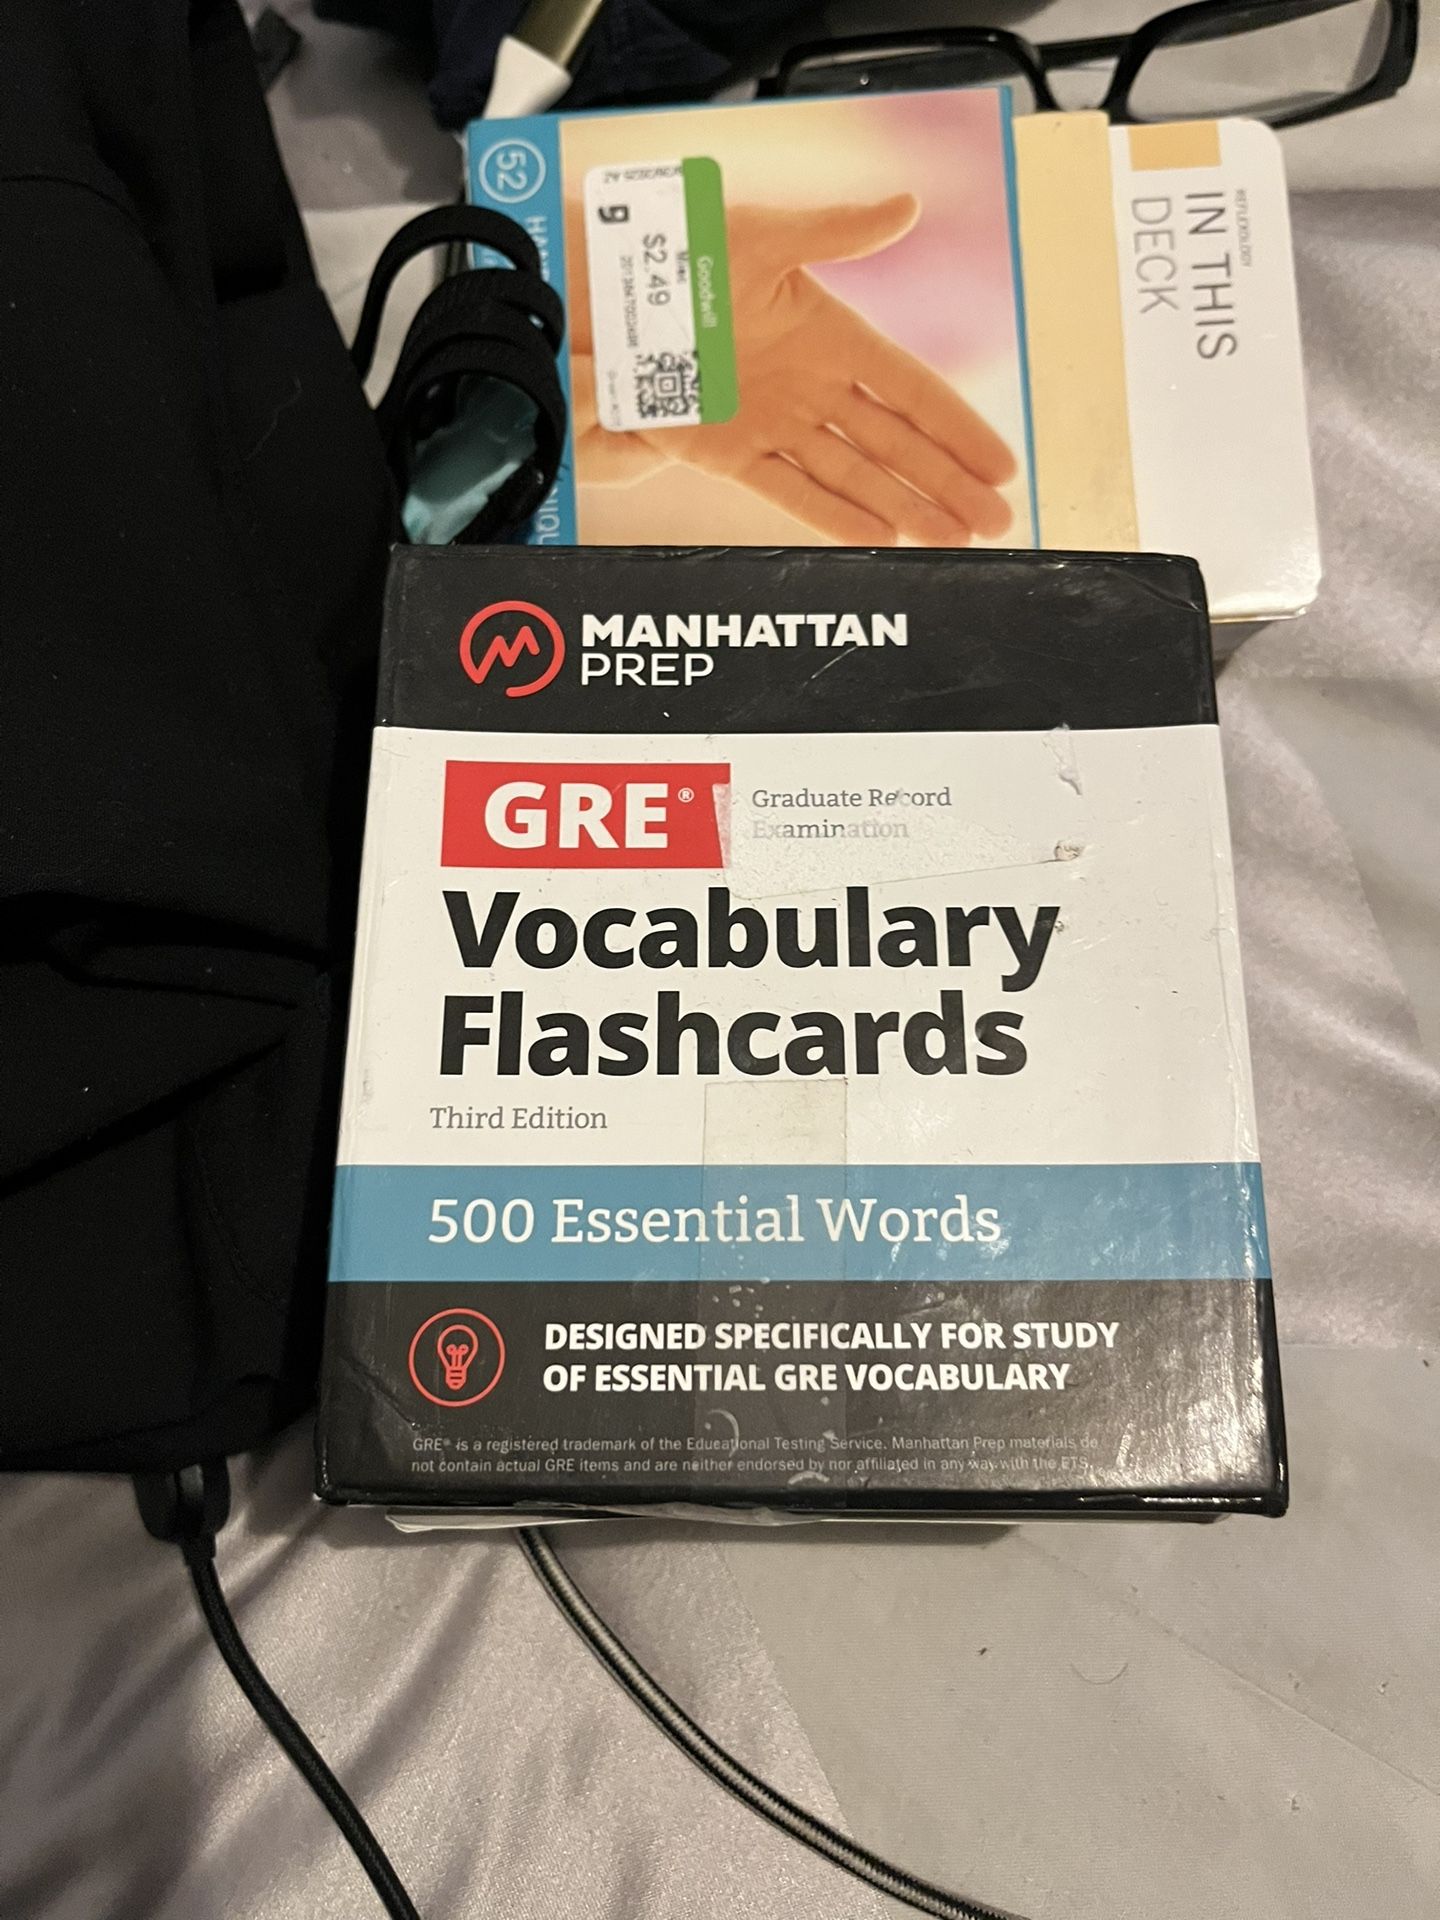 52
Goodwill
Misc
$2.49
g
REFLEXOLOGY
IN THIS
DECK
MANHATTAN
PREP
GRE®
Graduate Record
Examination
Vocabulary
Flashcards
Third Edition
500 Essential Words
DESIGNED SPECIFICALLY FOR STUDY
OF ESSENTIAL GRE VOCABULARY
GRE® is a registered trademark of the Educational Testing Service. Manhattan Prep materials do
not contain actual GRE items and are neither endorsed by nor affiliated in any way with the ETS.